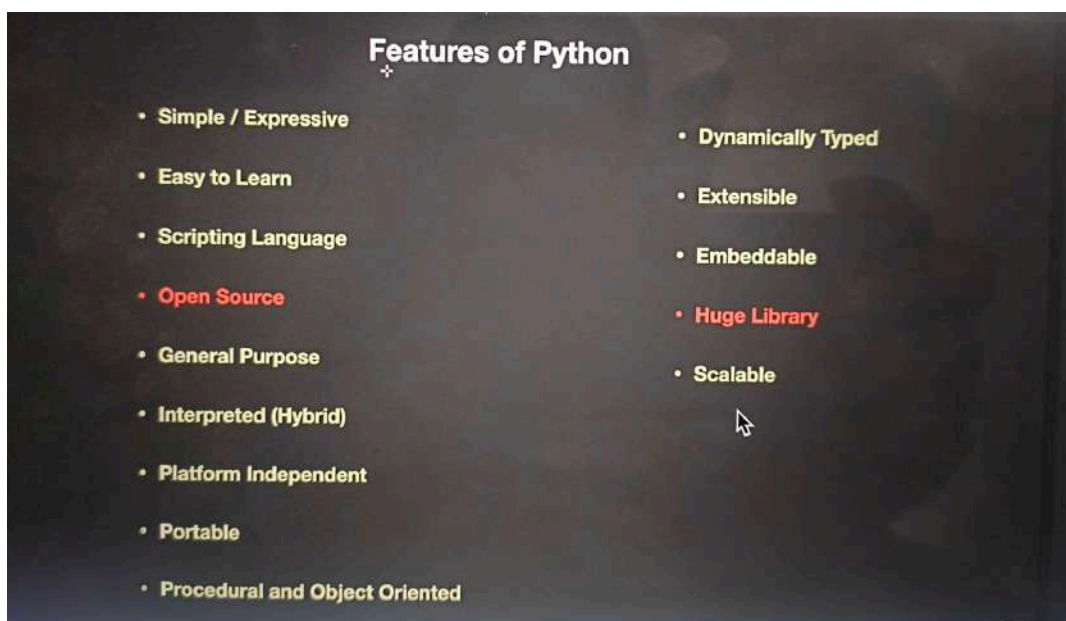 Features of Python
• Simple / Expressive
• Easy to Learn
• Scripting Language
• Open Source
• General Purpose
• Interpreted (Hybrid)
• Platform Independent
• Portable
• Procedural and Object Oriented
• Dynamically Typed
• Extensible
• Embeddable
• Huge Library
• Scalable